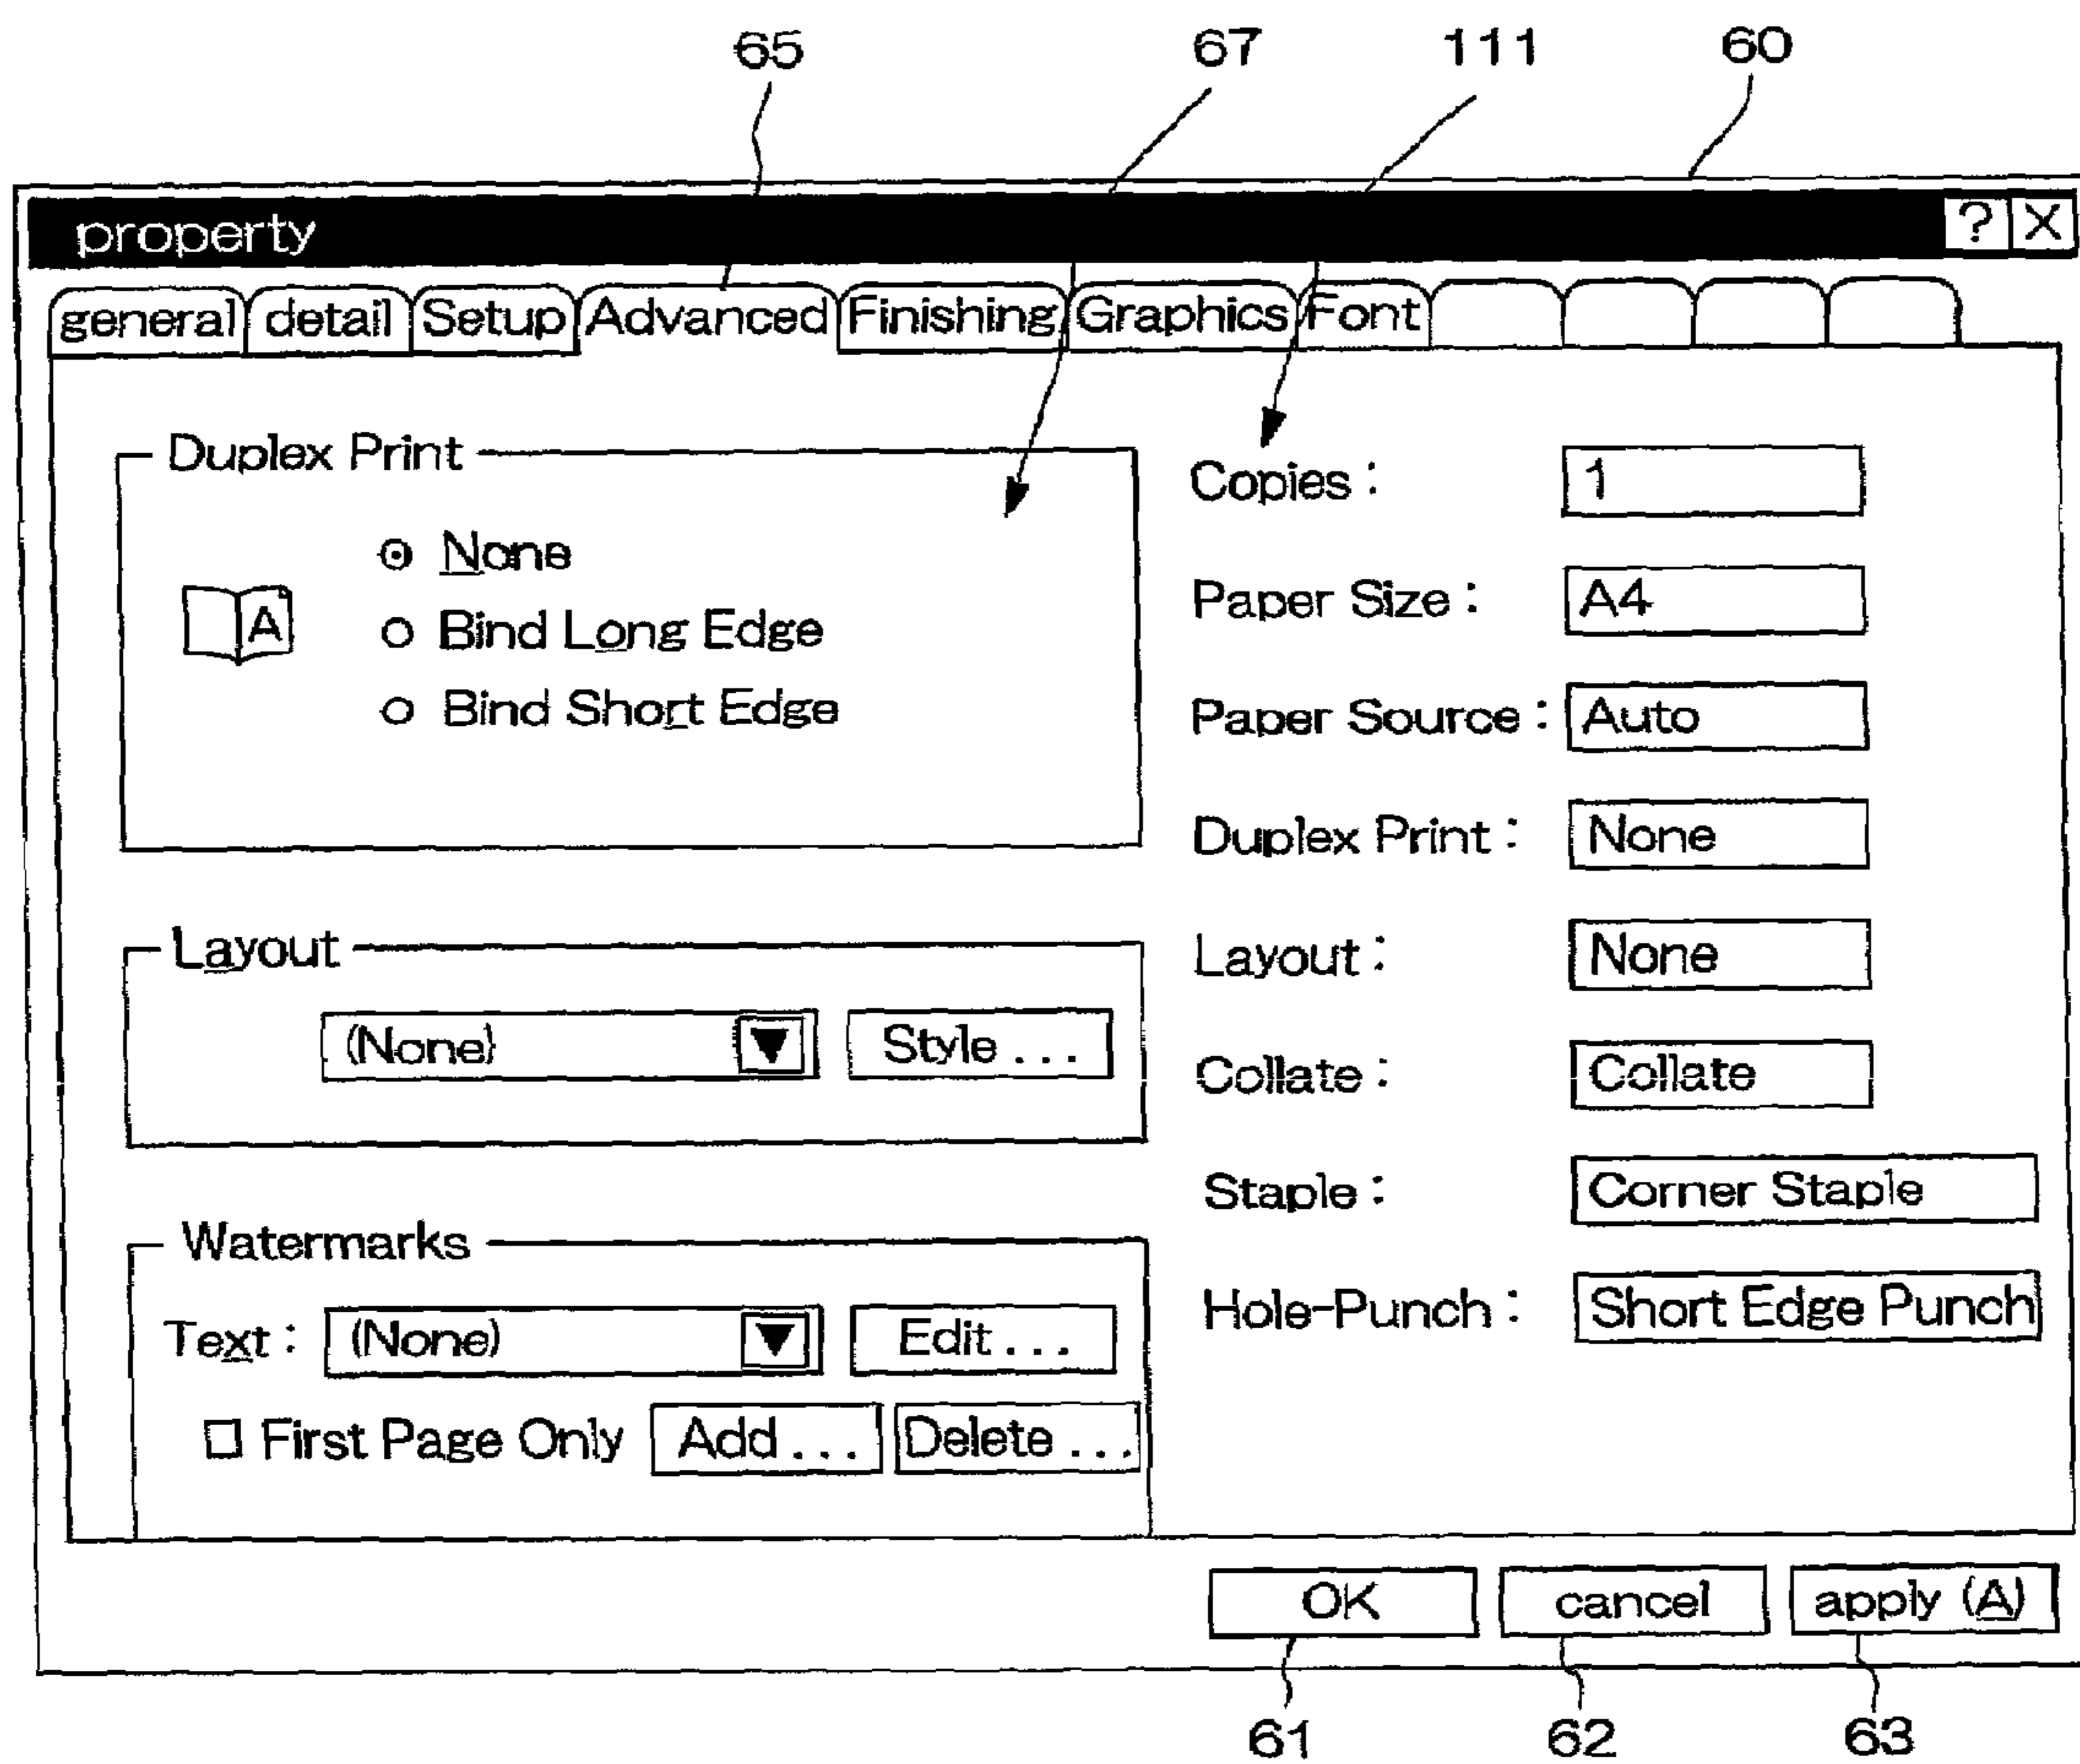 65 67 111 60
property ? X
general detail Setup Advanced Finishing Graphics Font
Duplex Print
None
A
Bind Long Edge
Bind Short Edge
Layout
(None) Style ...
Watermarks
Text : (None) Edit ...
First Page Only Add ... Delete ...
Copies : 1
Paper Size : A4
Paper Source : Auto
Duplex Print : None
Layout : None
Collate : Collate
Staple : Corner Staple
Hole-Punch : Short Edge Punch
OK cancel apply (A)
61 62 63